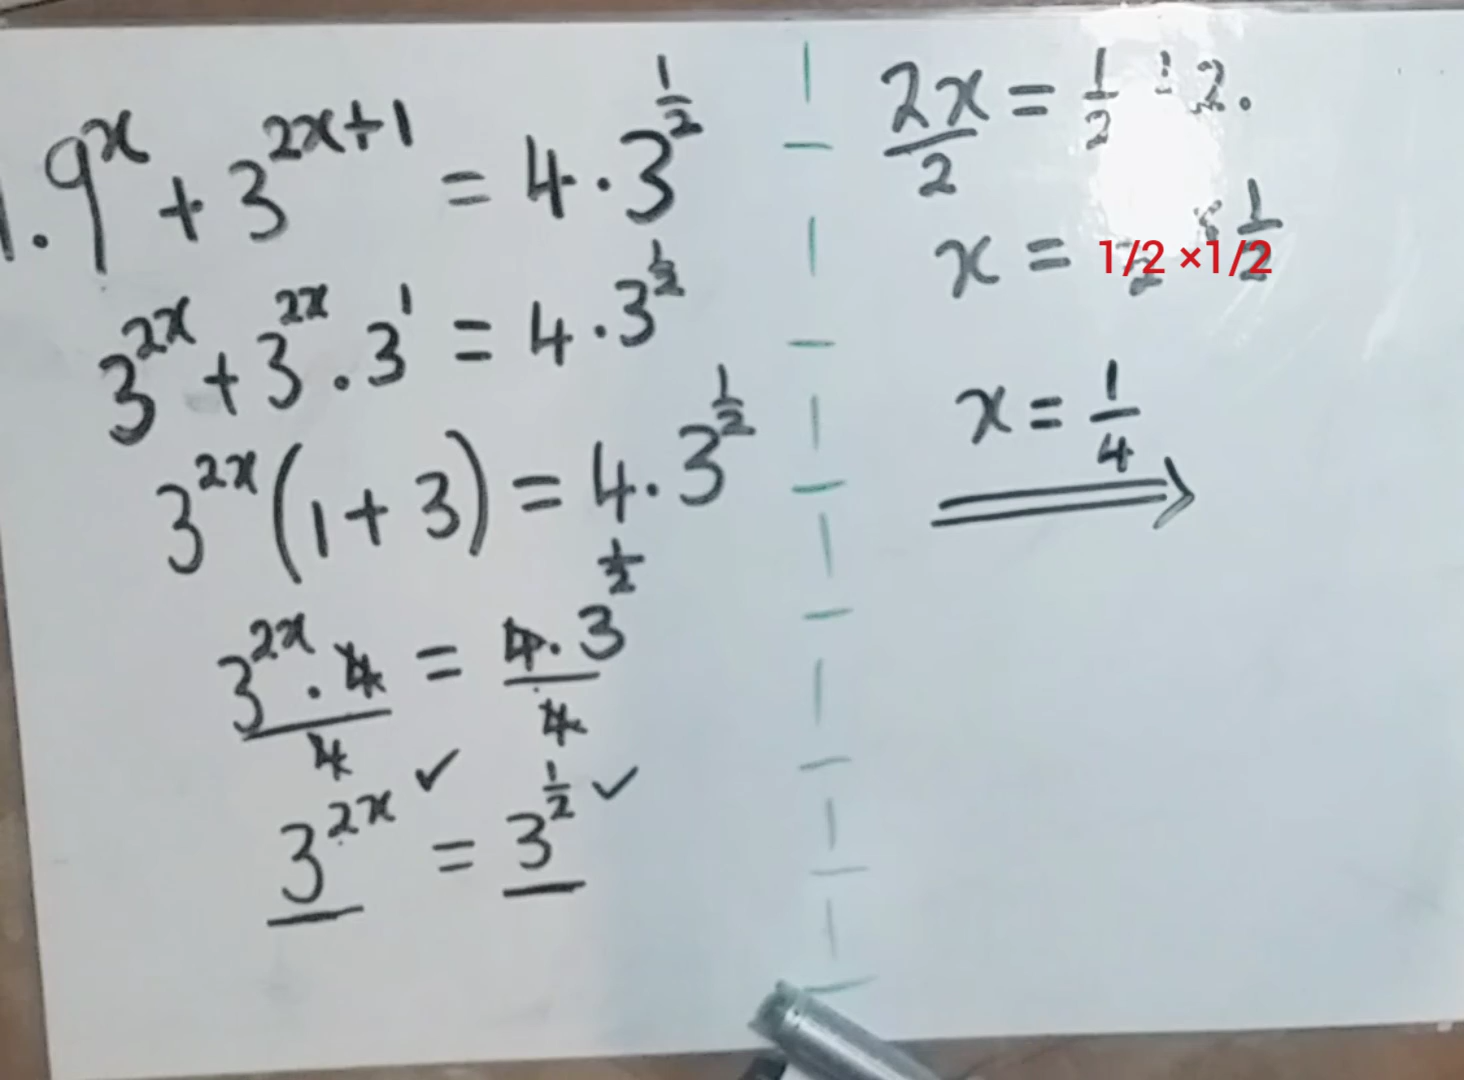 1. 9^x + 3^(2x+1) = 4 · 3^(1/2)
3^(2x) + 3^(2x) · 3^1 = 4 · 3^(1/2)
3^(2x) (1 + 3) = 4 · 3^(1/2)
3^(2x) · 4 / 4 = 4 · 3^(1/2) / 4
3^(2x) ✓ = 3^(1/2) ✓
2x/2 = 1/2 ÷ 2.
x = 1/2 ×1/2
x = 1/4